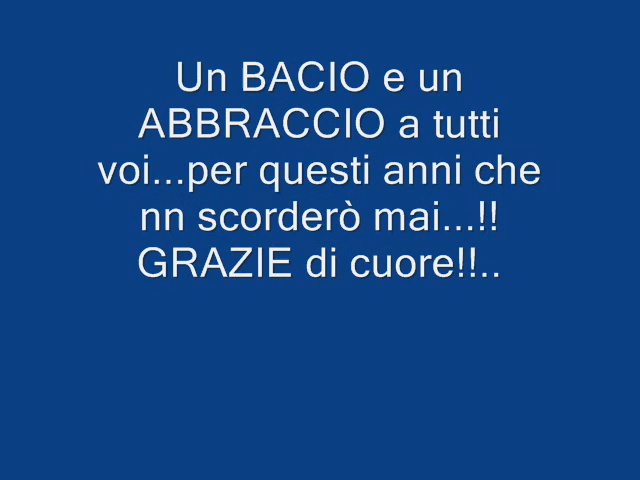 Un BACIO e un
ABBRACCIO a tutti
voi...per questi anni che
nn scorderò mai...!!
GRAZIE di cuore!!..